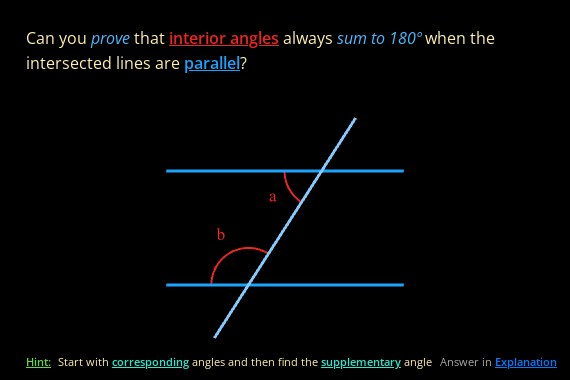 Can you prove that interior angles always sum to 180º when the
intersected lines are parallel?
a
b
Hint: Start with corresponding angles and then find the supplementary angle Answer in Explanation